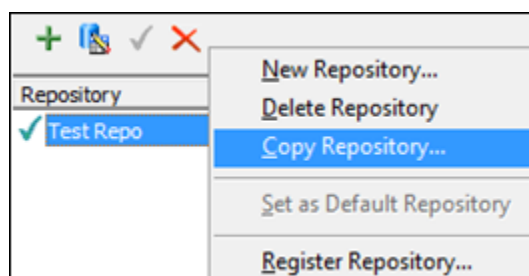 New Repository...
Repository
Delete Repository
Test Repo
Copy Repository...
Set as Default Repository
Register Repository...